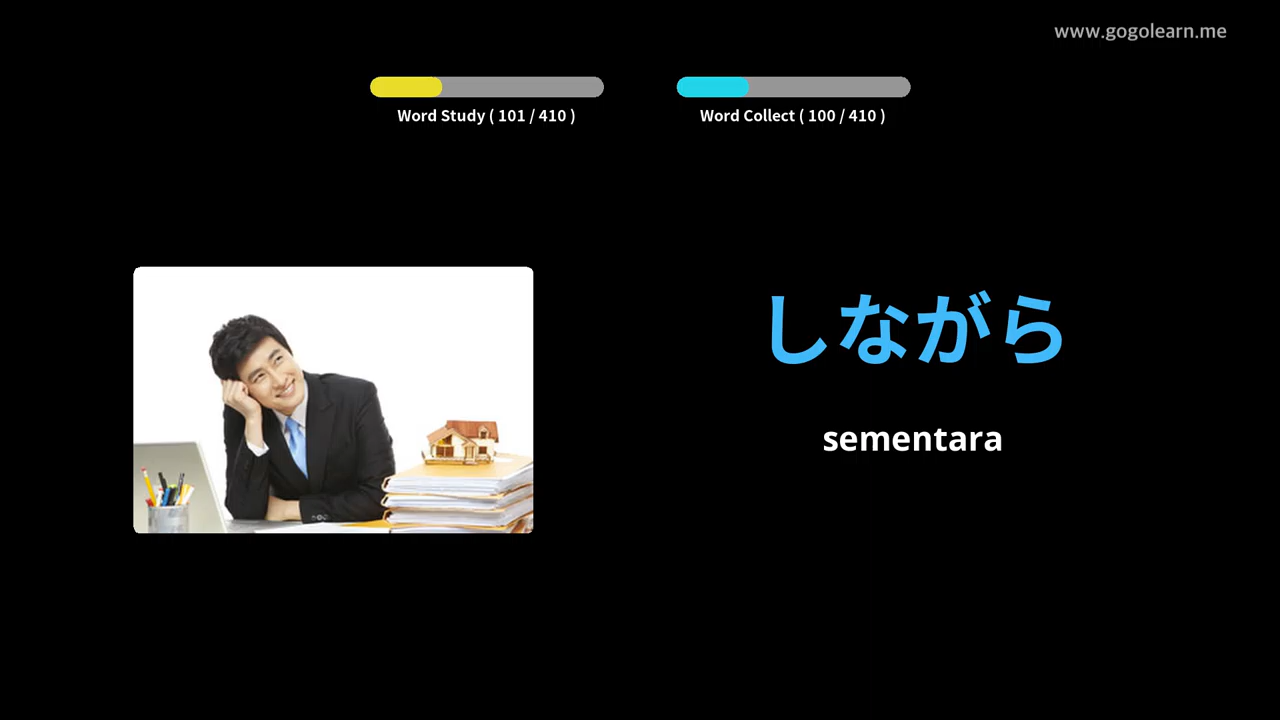 www.gogolearn.me
Word Study ( 101 / 410 )
Word Collect ( 100 / 410 )
しながら
sementara